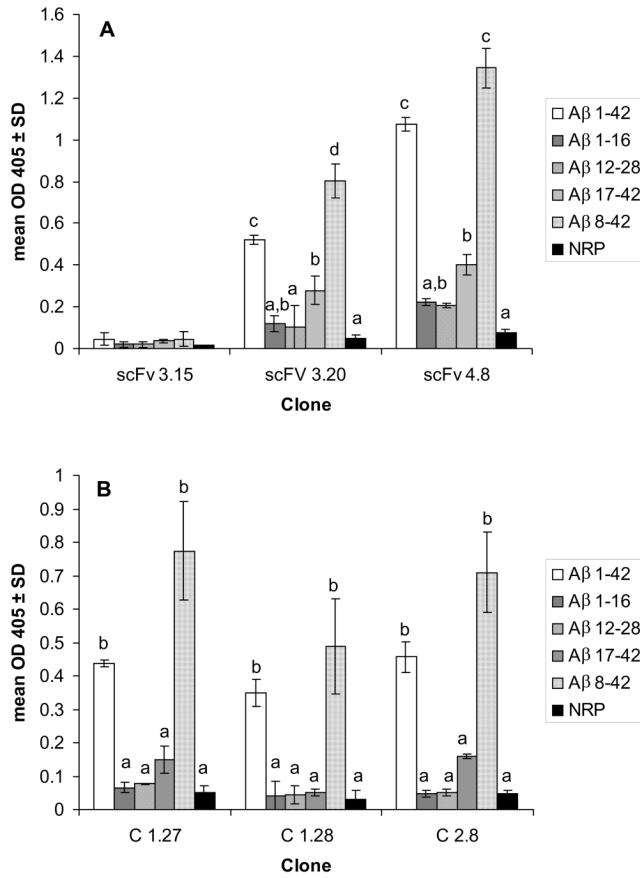 A
mean OD 405 ± SD
1.6
1.4
1.2
1
0.8
0.6
0.4
0.2
0
c
a,b
a
b
d
a
c
a,b
b
c
a
scFv 3.15
scFV 3.20
scFv 4.8
Clone
Aβ 1-42
Aβ 1-16
Aβ 12-28
Aβ 17-42
Aβ 8-42
NRP
B
mean OD 405 ± SD
1
0.9
0.8
0.7
0.6
0.5
0.4
0.3
0.2
0.1
0
b
a
a
a
b
a
b
a
a
a
b
a
b
a
a
a
b
a
C 1.27
C 1.28
C 2.8
Clone
Aβ 1-42
Aβ 1-16
Aβ 12-28
Aβ 17-42
Aβ 8-42
NRP